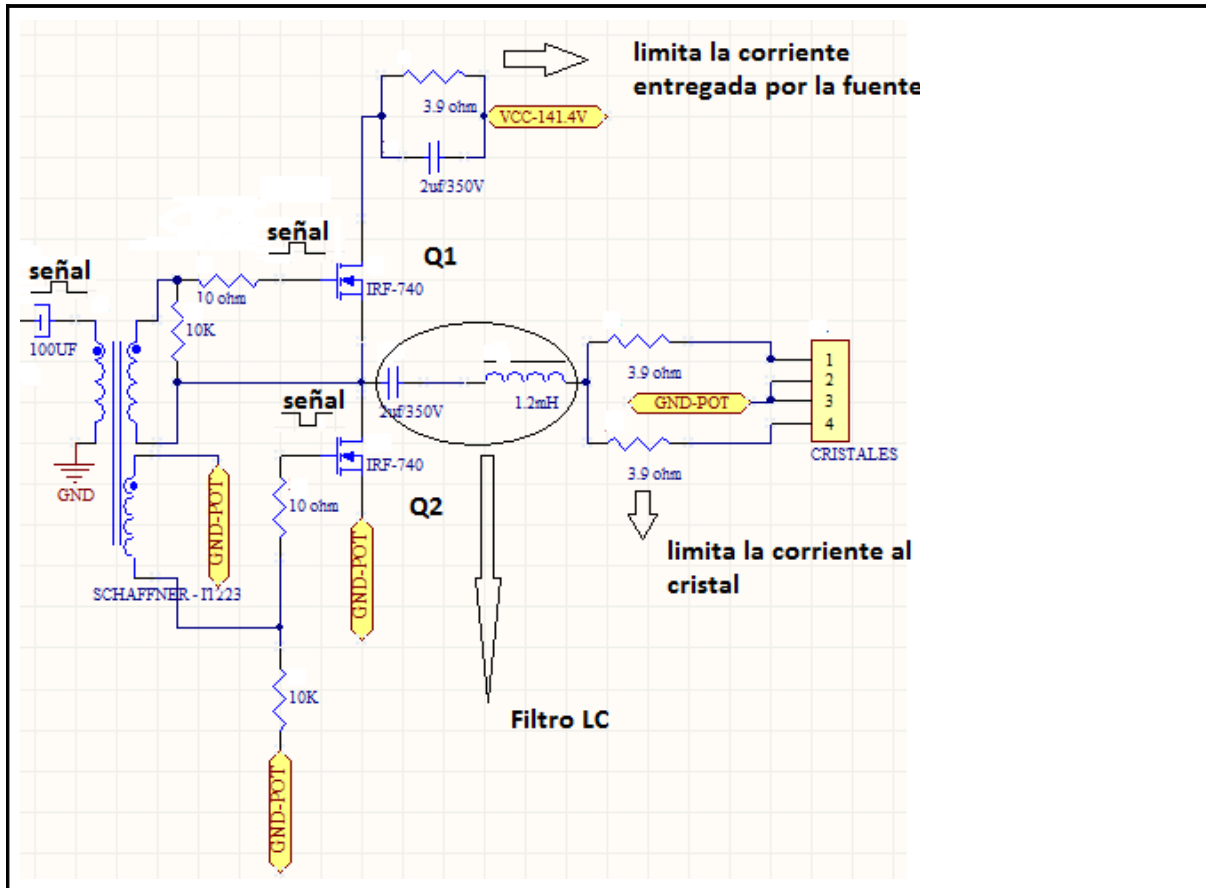 limita la corriente
entregada por la fuente
3.9 ohm
VCC-141.4V
2uf/350V
señal
señal
Q1
IRF-740
10 ohm
10K
100UF
señal
2uf/350V
1.2mH
3.9 ohm
GND-POT
1
2
3
4
CRISTALES
3.9 ohm
IRF-740
Q2
10 ohm
GND
GND-POT
GND-POT
limita la corriente al
cristal
SCHAFFNER -
10K
Filtro LC
GND-POT